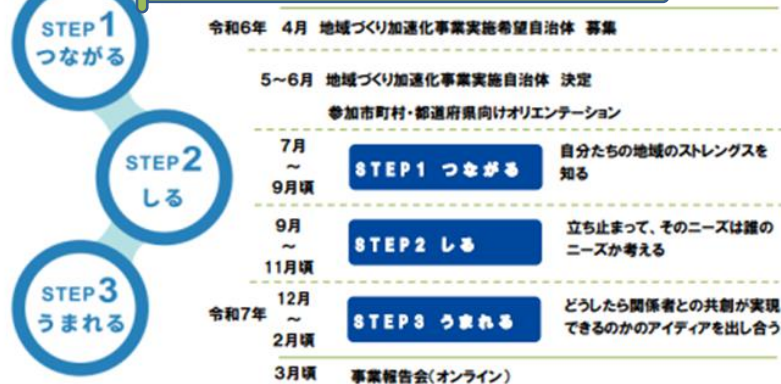 STEP 1
つながる
STEP 2
しる
STEP 3
うまれる
令和6年 4月 地域づくり加速化事業実施希望自治体 募集
5~6月 地域づくり加速化事業実施自治体 決定
参加市町村・都道府県向けオリエンテーション
7月
~
9月頃
STEP1 つながる
自分たちの地域のストレングスを
知る
9月
~
11月頃
STEP2 しる
立ち止まって、そのニーズは誰の
ニーズか考える
令和7年
12月
~
2月頃
STEP3 うまれる
どうしたら関係者との共創が実現
できるのかのアイディアを出し合う
3月頃 事業報告会(オンライン)